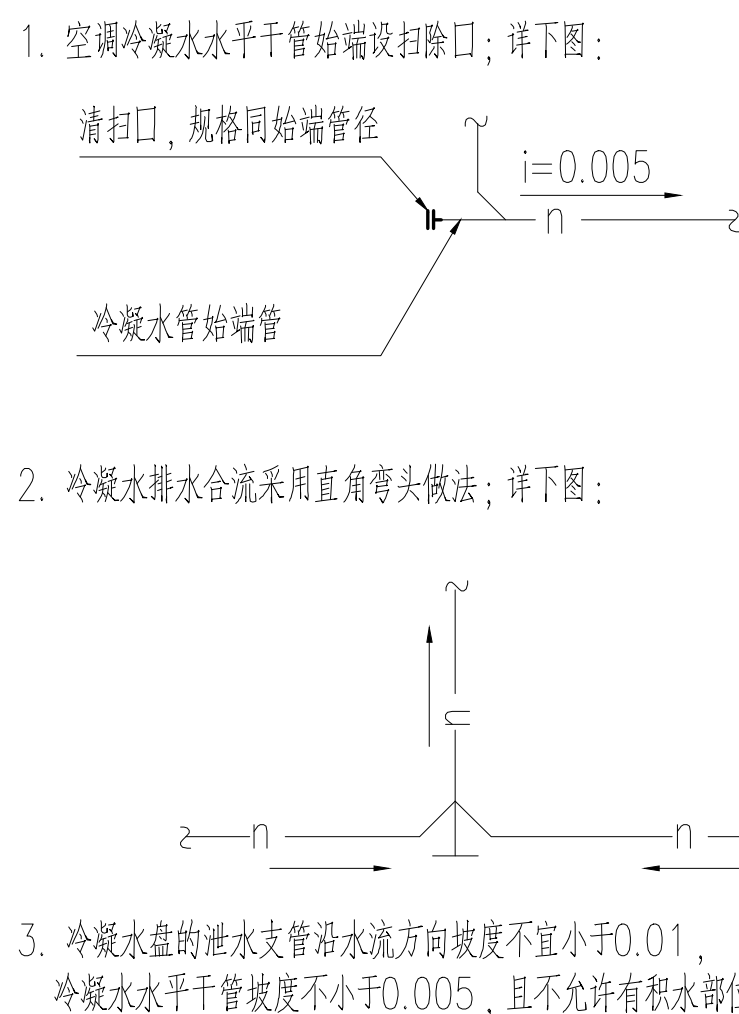 1. 空调冷凝水水平干管始端设扫除口；详下图：
清扫口，规格同始端管径
i=0.005
n
冷凝水管始端管
2. 冷凝水排水合流采用直角弯头做法；详下图：
n
n
n
3. 冷凝水盘的泄水支管沿水流方向坡度不宜小于0.01，
冷凝水水平干管坡度不小于0.005，且不允许有积水部位